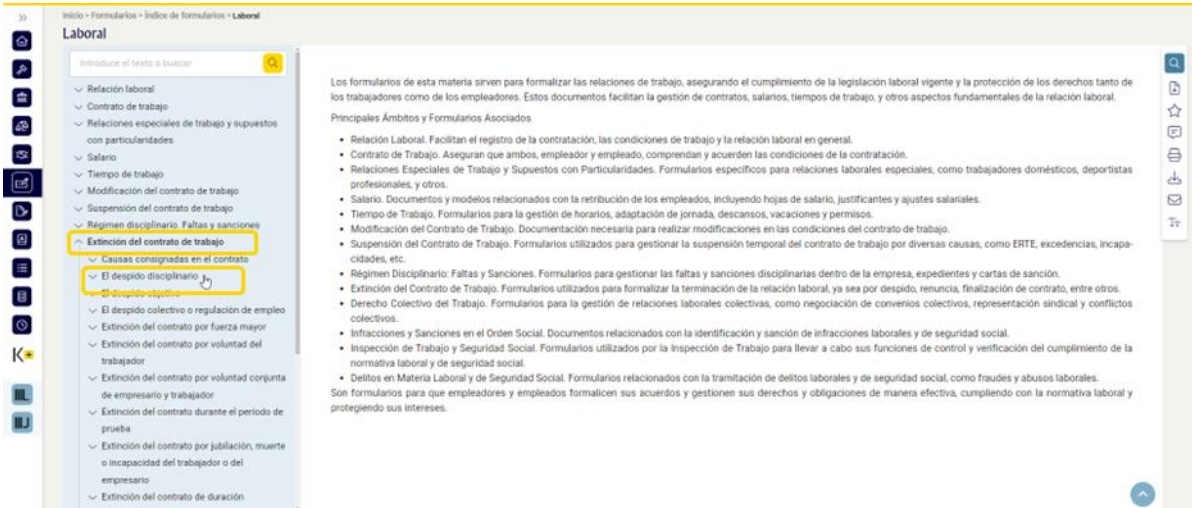 Inicio • Formularios • Índice de formularios • Laboral
Laboral
Introduce el texto a buscar
Relación laboral
Contrato de trabajo
Relaciones especiales de trabajo y supuestos
con particularidades
Salario
Tiempo de trabajo
Modificación del contrato de trabajo
Suspensión del contrato de trabajo
Régimen disciplinario. Faltas y sanciones
Extinción del contrato de trabajo
Causas consignadas en el contrato
El despido disciplinario
El despido objetivo
El despido colectivo o regulación de empleo
Extinción del contrato por fuerza mayor
Extinción del contrato por voluntad del
trabajador
Extinción del contrato por voluntad conjunta
de empresario y trabajador
Extinción del contrato durante el periodo de
prueba
Extinción del contrato por jubilación, muerte
o incapacidad del trabajador o del
empresario
Extinción del contrato de duración
Los formularios de esta materia sirven para formalizar las relaciones de trabajo, asegurando el cumplimiento de la legislación laboral vigente y la protección de los derechos tanto de
los trabajadores como de los empleadores. Estos documentos facilitan la gestión de contratos, salarios, tiempos de trabajo, y otros aspectos fundamentales de la relación laboral.
Principales Ámbitos y Formularios Asociados
• Relación Laboral. Facilitan el registro de la contratación, las condiciones de trabajo y la relación laboral en general.
• Contrato de Trabajo. Aseguran que ambos, empleador y empleado, comprendan y acuerden las condiciones de la contratación.
• Relaciones Especiales de Trabajo y Supuestos con Particularidades. Formularios específicos para relaciones laborales especiales, como trabajadores domésticos, deportistas
profesionales, y otros.
• Salario. Documentos y modelos relacionados con la retribución de los empleados, incluyendo hojas de salario, justificantes y ajustes salariales.
• Tiempo de Trabajo. Formularios para la gestión de horarios, adaptación de jornada, descansos, vacaciones y permisos.
• Modificación del Contrato de Trabajo. Documentación necesaria para realizar modificaciones en las condiciones del contrato de trabajo.
• Suspensión del Contrato de Trabajo. Formularios utilizados para gestionar la suspensión temporal del contrato de trabajo por diversas causas, como ERTE, excedencias, incapa-
cidades, etc.
• Régimen Disciplinario: Faltas y Sanciones. Formularios para gestionar las faltas y sanciones disciplinarias dentro de la empresa, expedientes y cartas de sanción.
• Extinción del Contrato de Trabajo. Formularios utilizados para formalizar la terminación de la relación laboral, ya sea por despido, renuncia, finalización de contrato, entre otros.
• Derecho Colectivo del Trabajo. Formularios para la gestión de relaciones laborales colectivas, como negociación de convenios colectivos, representación sindical y conflictos
colectivos.
• Infracciones y Sanciones en el Orden Social. Documentos relacionados con la identificación y sanción de infracciones laborales y de seguridad social.
• Inspección de Trabajo y Seguridad Social. Formularios utilizados por la Inspección de Trabajo para llevar a cabo sus funciones de control y verificación del cumplimiento de la
normativa laboral y de seguridad social.
• Delitos en Materia Laboral y de Seguridad Social. Formularios relacionados con la tramitación de delitos laborales y de seguridad social, como fraudes y abusos laborales.
Son formularios para que empleadores y empleados formalicen sus acuerdos y gestionen sus derechos y obligaciones de manera efectiva, cumpliendo con la normativa laboral y
protegiendo sus intereses.